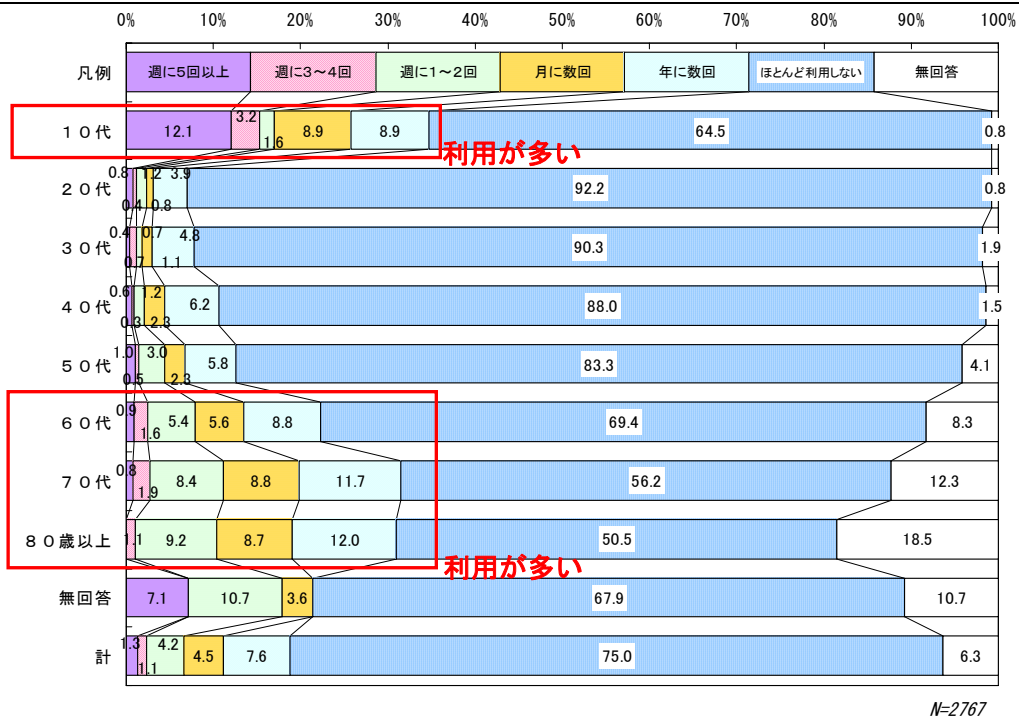 0% 10% 20% 30% 40% 50% 60% 70% 80% 90% 100%
凡例 週に5回以上 週に3～4回 週に1～2回 月に数回 年に数回 ほとんど利用しない 無回答
１０代 12.1 3.2 1.6 8.9 8.9 64.5 0.8
利用が多い
２０代 0.8 0.4 1.2 0.8 3.9 92.2 0.8
３０代 0.4 0.7 0.7 1.1 4.8 90.3 1.9
４０代 0.6 0.3 1.2 2.3 6.2 88.0 1.5
５０代 1.0 0.5 3.0 2.3 5.8 83.3 4.1
６０代 0.9 1.6 5.4 5.6 8.8 69.4 8.3
７０代 0.8 1.9 8.4 8.8 11.7 56.2 12.3
８０歳以上 1.1 9.2 8.7 12.0 50.5 18.5
利用が多い
無回答 7.1 10.7 3.6 67.9 10.7
計 1.3 1.1 4.2 4.5 7.6 75.0 6.3
N=2767